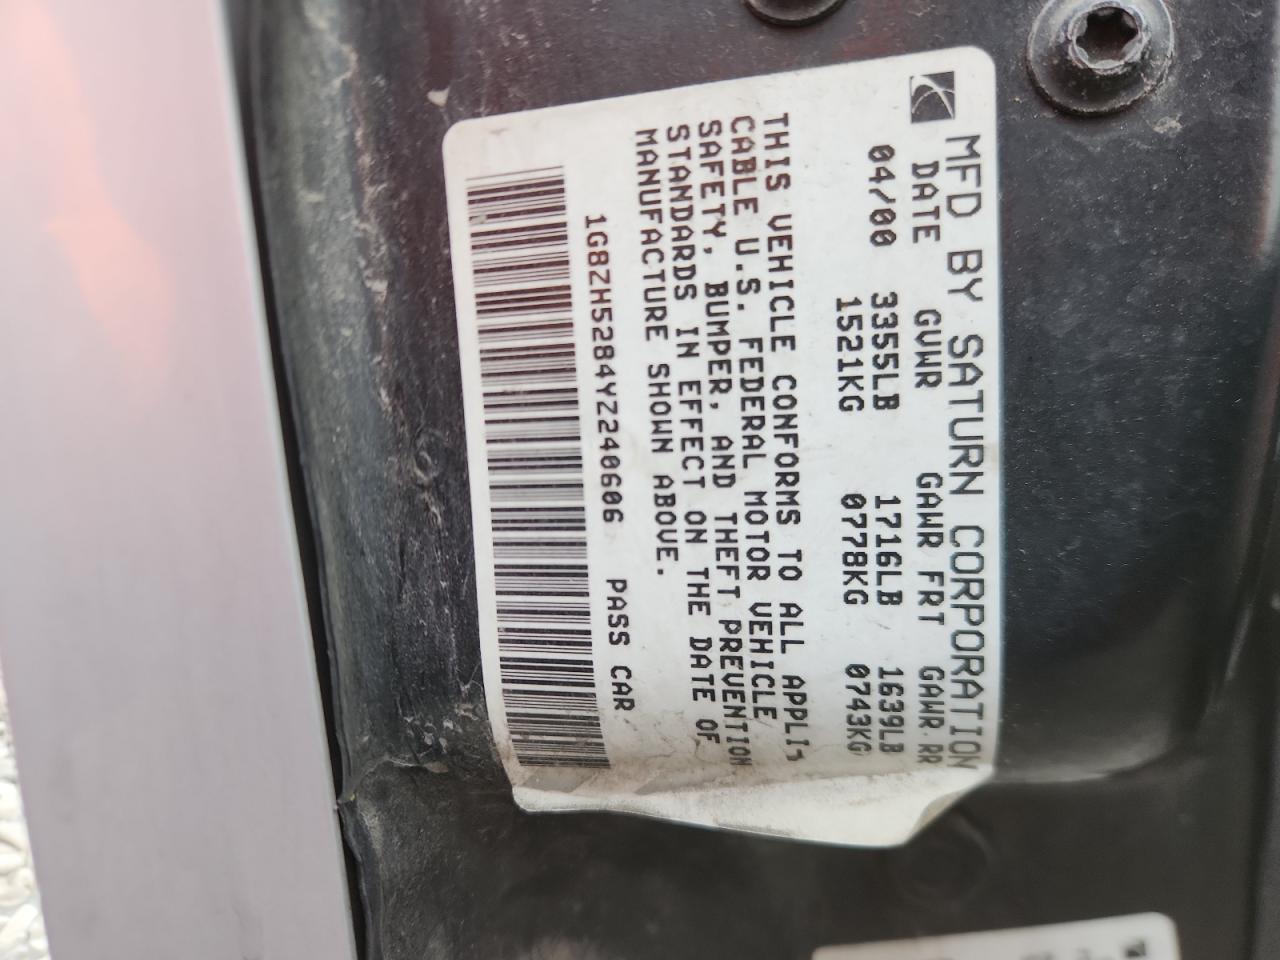 MFD BY SATURN CORPORATION
DATE GVWR GAWR FRT GAWR RR
04/00 3355LB 1716LB 1639LB
1521KG 0778KG 0743KG
THIS VEHICLE CONFORMS TO ALL APPLI-
CABLE U.S. FEDERAL MOTOR VEHICLE
SAFETY, BUMPER, AND THEFT PREVENTION
STANDARDS IN EFFECT ON THE DATE OF
MANUFACTURE SHOWN ABOVE.
1G8ZH5284YZ240606 PASS CAR